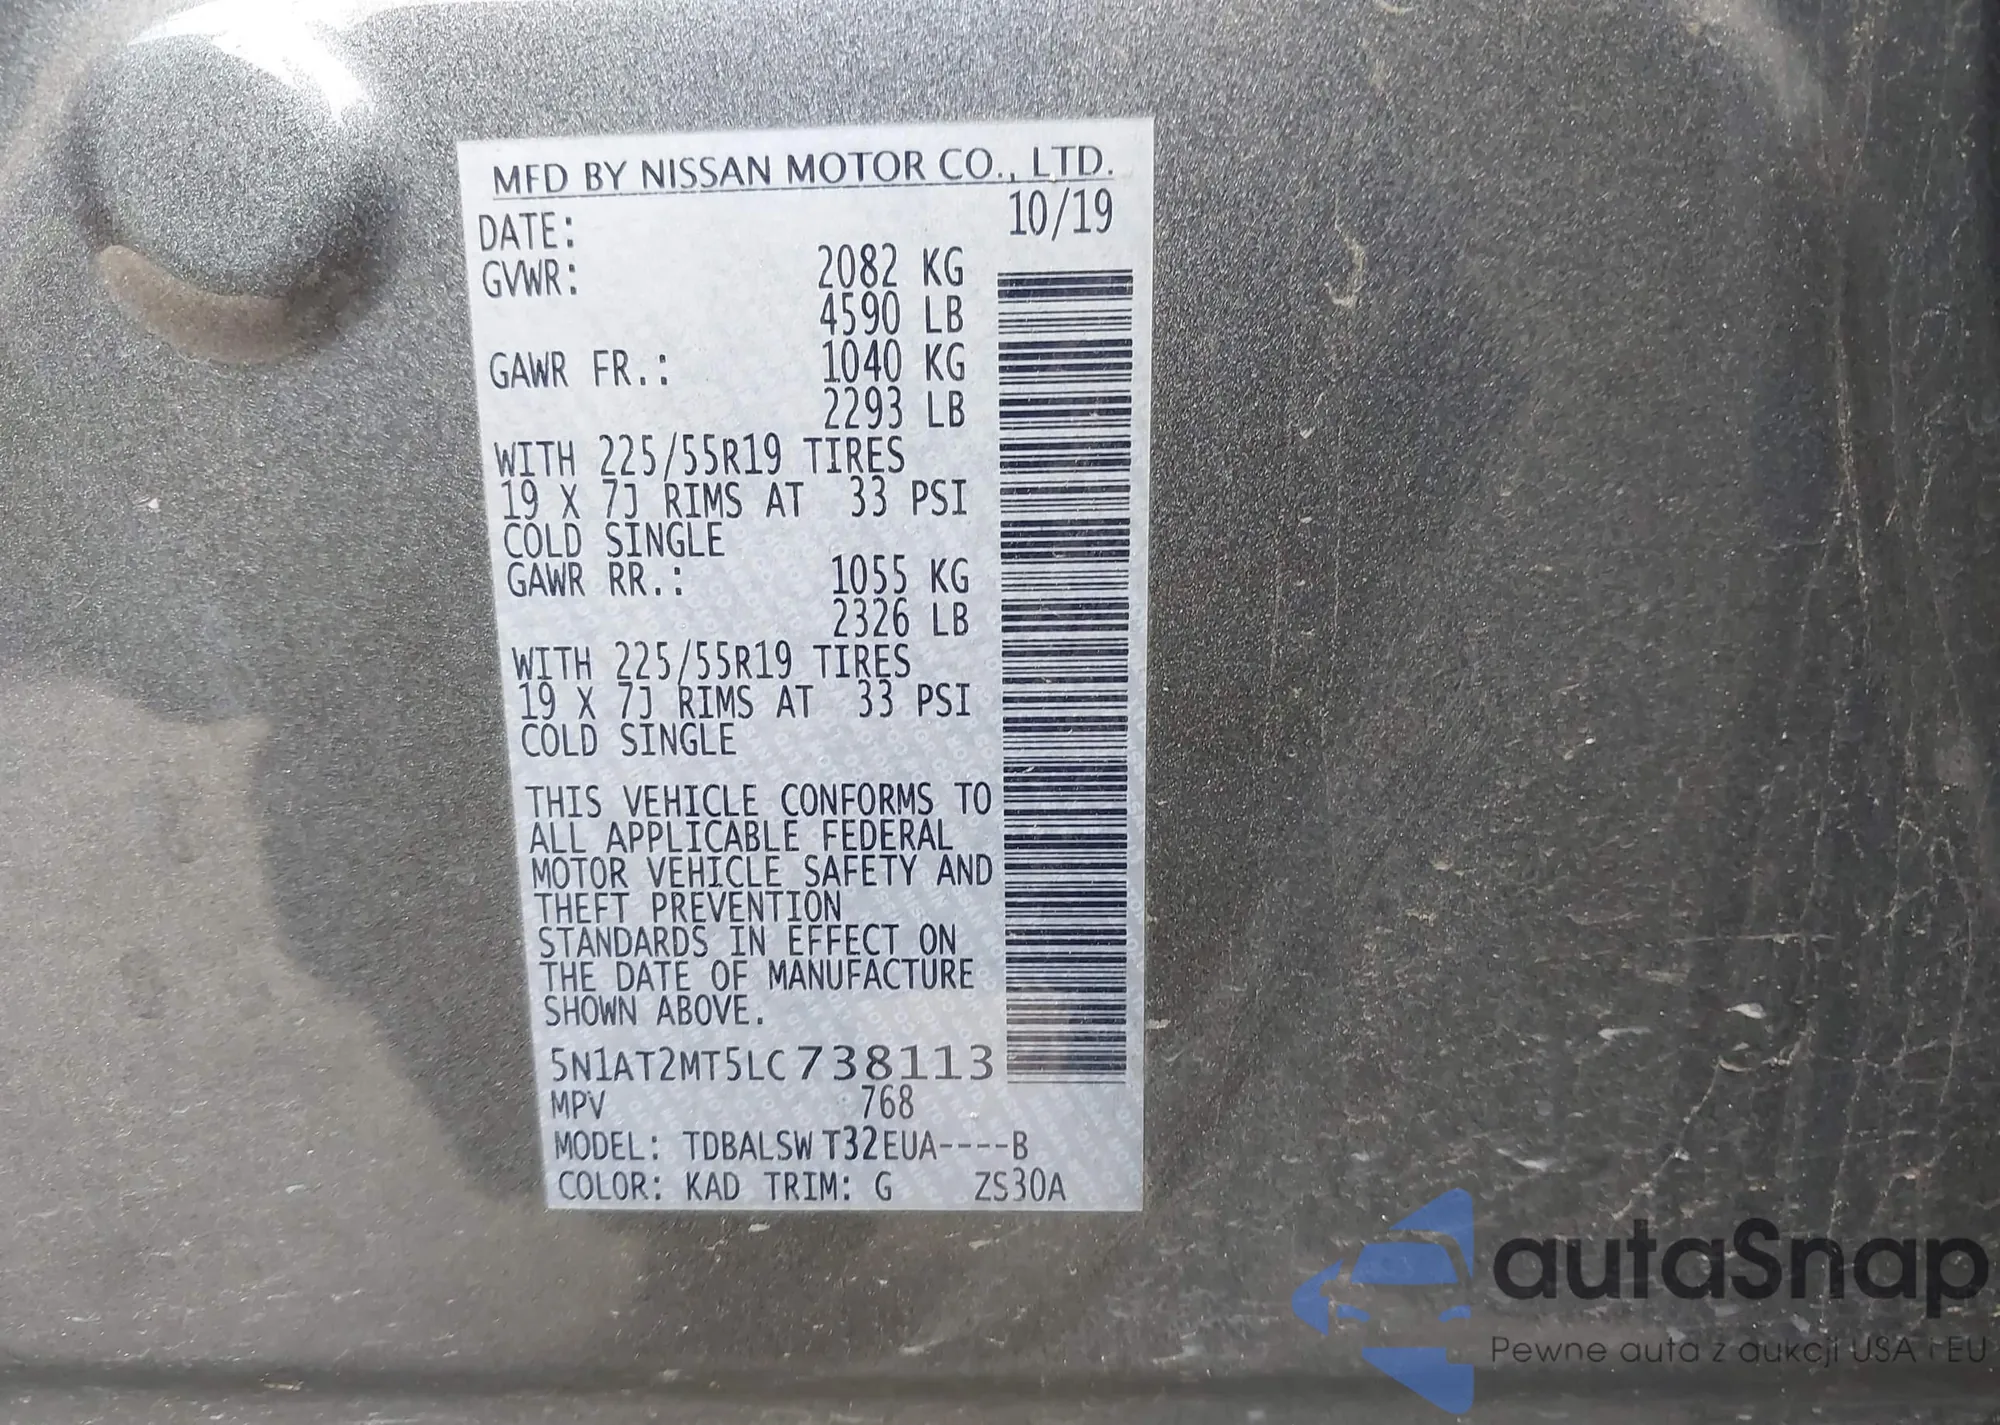 MFD BY NISSAN MOTOR CO., LTD.
DATE: 10/19
GVWR: 2082 KG
4590 LB
GAWR FR.: 1040 KG
2293 LB
WITH 225/55R19 TIRES
19 X 7J RIMS AT 33 PSI
COLD SINGLE
GAWR RR.: 1055 KG
2326 LB
WITH 225/55R19 TIRES
19 X 7J RIMS AT 33 PSI
COLD SINGLE
THIS VEHICLE CONFORMS TO
ALL APPLICABLE FEDERAL
MOTOR VEHICLE SAFETY AND
THEFT PREVENTION
STANDARDS IN EFFECT ON
THE DATE OF MANUFACTURE
SHOWN ABOVE.
5N1AT2MT5LC738113
MPV 768
MODEL: TDBALSW T32EUA----B
COLOR: KAD TRIM: G ZS30A
autaSnap
Pewne auta z aukcji USA i EU